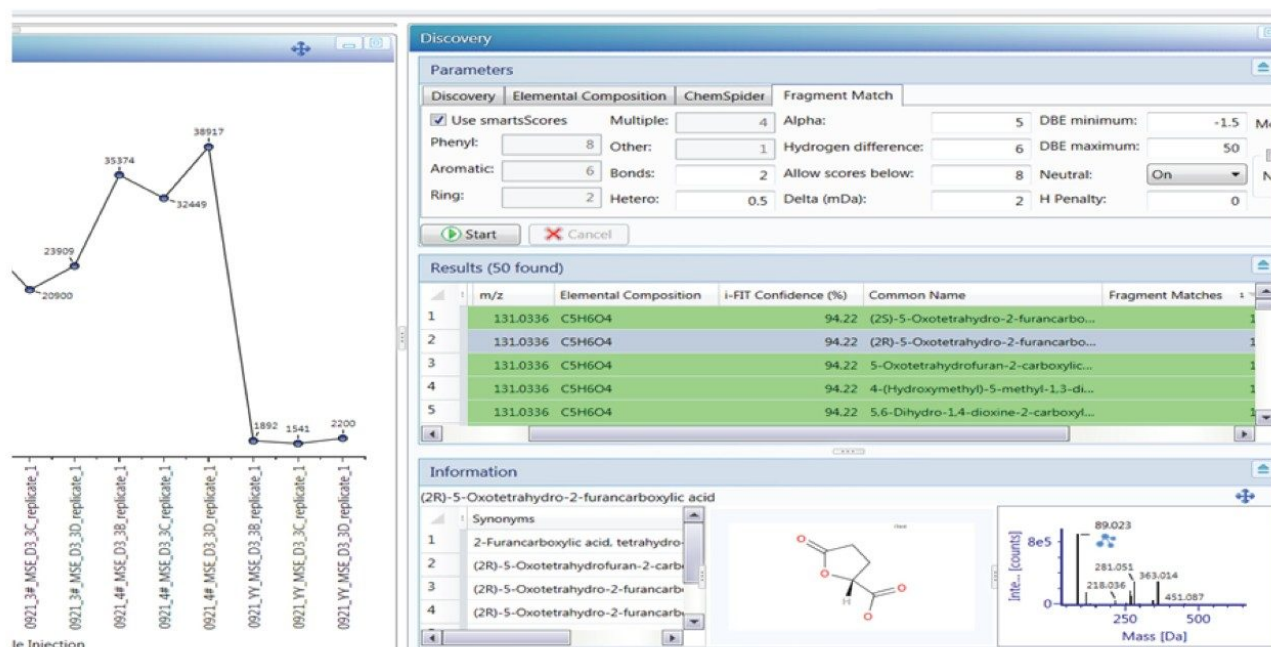 38917
35374
32449
23909
20900
1892 1541 2200
0921_3#_MSE_D3_3C_replicate_1
0921_3#_MSE_D3_3D_replicate_1
0921_4#_MSE_D3_3B_replicate_1
0921_4#_MSE_D3_3C_replicate_1
0921_4#_MSE_D3_3D_replicate_1
0921_YY_MSE_D3_3B_replicate_1
0921_YY_MSE_D3_3C_replicate_1
0921_YY_MSE_D3_3D_replicate_1
le Injection
Discovery
Parameters
Discovery Elemental Composition ChemSpider Fragment Match
Use smartsScores Multiple: 4 Alpha: 5 DBE minimum: -1.5 Mo
Phenyl: 8 Other: 1 Hydrogen difference: 6 DBE maximum: 50
Aromatic: 6 Bonds: 2 Allow scores below: 8 Neutral: On N
Ring: 2 Hetero: 0.5 Delta (mDa): 2 H Penalty: 0
Start Cancel
Results (50 found)
m/z Elemental Composition i-FIT Confidence (%) Common Name Fragment Matches
1 131.0336 C5H6O4 94.22 (2S)-5-Oxotetrahydro-2-furancarbo... 1
2 131.0336 C5H6O4 94.22 (2R)-5-Oxotetrahydro-2-furancarbo... 1
3 131.0336 C5H6O4 94.22 5-Oxotetrahydrofuran-2-carboxylic... 1
4 131.0336 C5H6O4 94.22 4-(Hydroxymethyl)-5-methyl-1,3-di... 1
5 131.0336 C5H6O4 94.22 5,6-Dihydro-1,4-dioxine-2-carboxyl... 1
Information
(2R)-5-Oxotetrahydro-2-furancarboxylic acid
Synonyms
1 2-Furancarboxylic acid, tetrahydro-
2 (2R)-5-Oxotetrahydrofuran-2-carb
3 (2R)-5-Oxotetrahydro-2-furancarb
4 (2R)-5-Oxotetrahydro-2-furancarb
O O H O O
Inte... [counts]
8e5
0
89.023
281.051
363.014
218.036
451.087
250 500
Mass [Da]